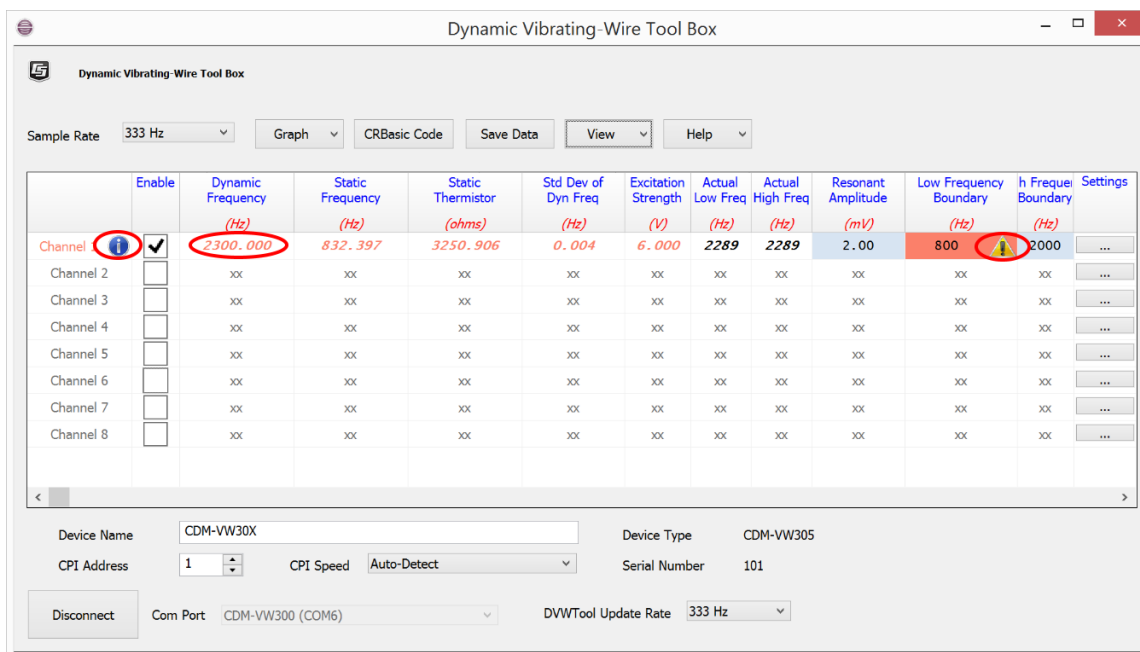 Dynamic Vibrating-Wire Tool Box
Dynamic Vibrating-Wire Tool Box
Sample Rate 333 Hz Graph CRBasic Code Save Data View Help
Enable Dynamic Frequency (Hz) Static Frequency (Hz) Static Thermistor (ohms) Std Dev of Dyn Freq (Hz) Excitation Strength (V) Actual Low Freq (Hz) Actual High Freq (Hz) Resonant Amplitude (mV) Low Frequency Boundary (Hz) h Frequer Boundary (Hz) Settings
Channel 2300.000 832.397 3250.906 0.004 6.000 2289 2289 2.00 800 2000 ...
Channel 2 xx xx xx xx xx xx xx xx xx xx ...
Channel 3 xx xx xx xx xx xx xx xx xx xx ...
Channel 4 xx xx xx xx xx xx xx xx xx xx ...
Channel 5 xx xx xx xx xx xx xx xx xx xx ...
Channel 6 xx xx xx xx xx xx xx xx xx xx ...
Channel 7 xx xx xx xx xx xx xx xx xx xx ...
Channel 8 xx xx xx xx xx xx xx xx xx xx ...
Device Name CDM-VW30X Device Type CDM-VW305
CPI Address 1 CPI Speed Auto-Detect Serial Number 101
Disconnect Com Port CDM-VW300 (COM6) DVWTool Update Rate 333 Hz